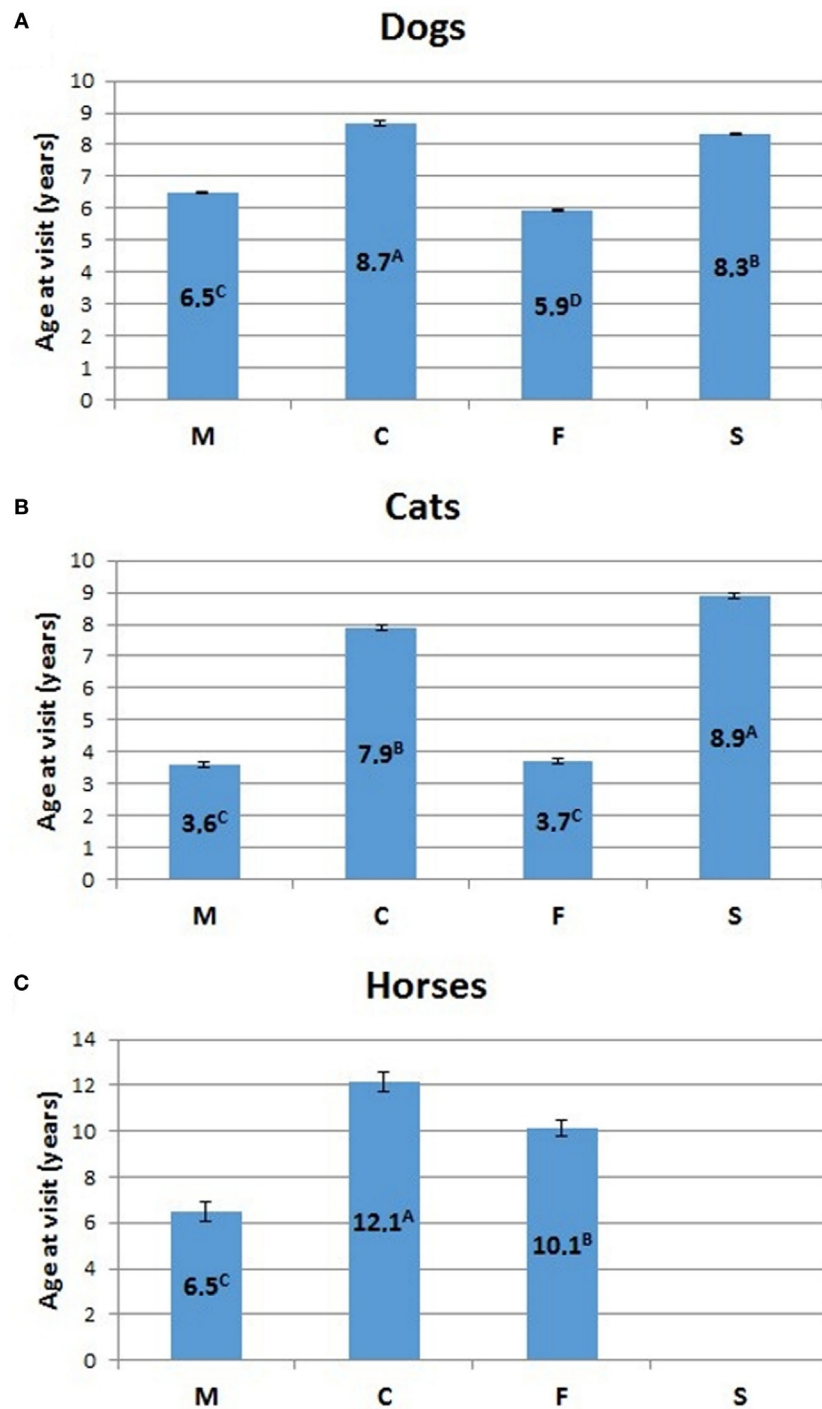 A
Dogs
Age at visit (years)
10
9
8
7
6
5
4
3
2
1
0
6.5ᶜ
8.7ᴬ
5.9ᴰ
8.3ᴮ
M C F S
B
Cats
Age at visit (years)
10
9
8
7
6
5
4
3
2
1
0
3.6ᶜ
7.9ᴮ
3.7ᶜ
8.9ᴬ
M C F S
C
Horses
Age at visit (years)
14
12
10
8
6
4
2
0
6.5ᶜ
12.1ᴬ
10.1ᴮ
M C F S